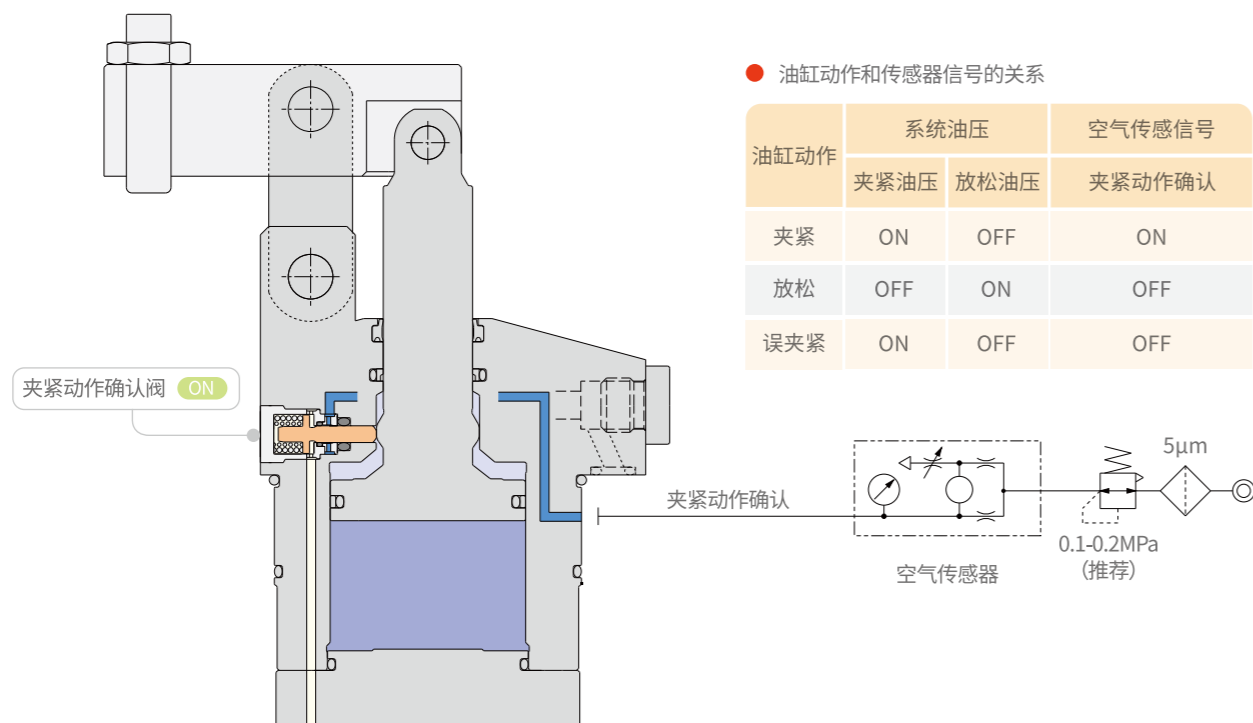 油缸动作和传感器信号的关系
油缸动作 系统油压 空气传感信号
夹紧油压 放松油压 夹紧动作确认
夹紧 ON OFF ON
放松 OFF ON OFF
误夹紧 ON OFF OFF
夹紧动作确认阀 ON
夹紧动作确认
空气传感器
5μm
0.1-0.2MPa
（推荐）